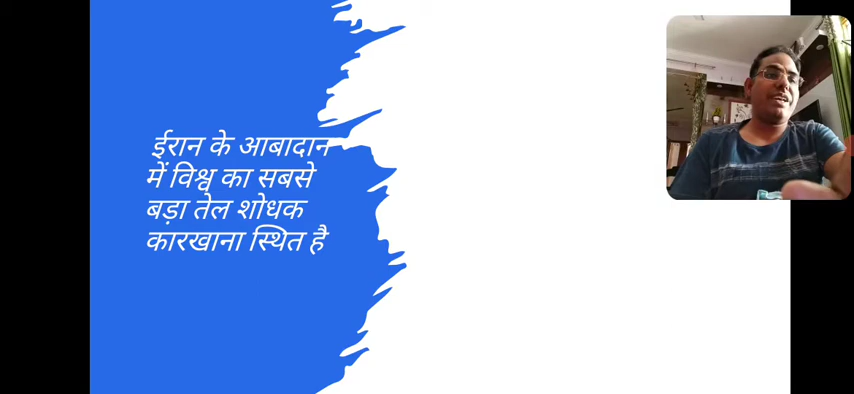 ईरान के आबादान
में विश्व का सबसे
बड़ा तेल शोधक
कारखाना स्थित है